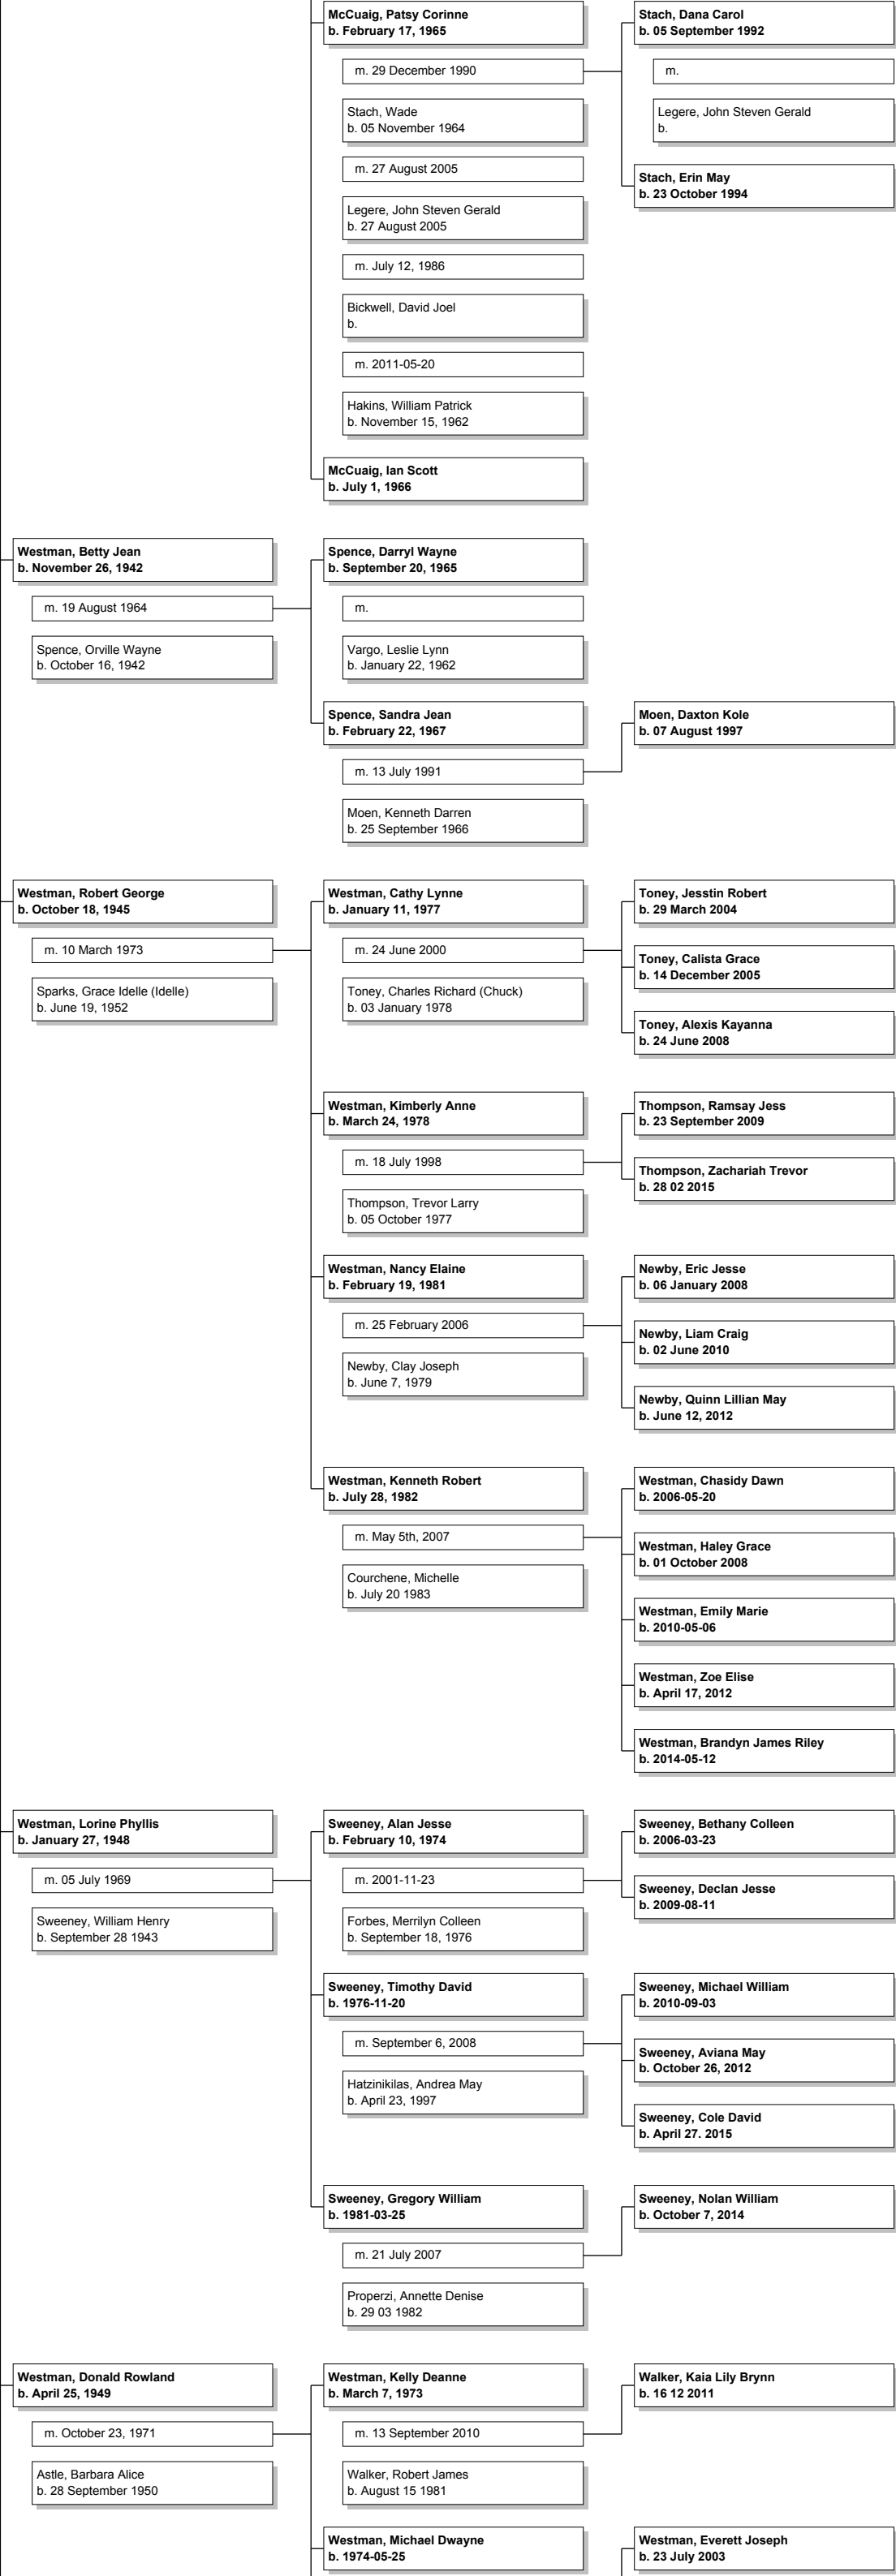 McCuaig, Patsy Corinne
b. February 17, 1965
m. 29 December 1990
Stach, Wade
b. 05 November 1964
m. 27 August 2005
Legere, John Steven Gerald
b. 27 August 2005
m. July 12, 1986
Bickwell, David Joel
b.
m. 2011-05-20
Hakins, William Patrick
b. November 15, 1962
Stach, Dana Carol
b. 05 September 1992
m.
Legere, John Steven Gerald
b.
Stach, Erin May
b. 23 October 1994
McCuaig, Ian Scott
b. July 1, 1966
Westman, Betty Jean
b. November 26, 1942
m. 19 August 1964
Spence, Orville Wayne
b. October 16, 1942
Spence, Darryl Wayne
b. September 20, 1965
m.
Vargo, Leslie Lynn
b. January 22, 1962
Spence, Sandra Jean
b. February 22, 1967
m. 13 July 1991
Moen, Kenneth Darren
b. 25 September 1966
Moen, Daxton Kole
b. 07 August 1997
Westman, Robert George
b. October 18, 1945
m. 10 March 1973
Sparks, Grace Idelle (Idelle)
b. June 19, 1952
Westman, Cathy Lynne
b. January 11, 1977
m. 24 June 2000
Toney, Charles Richard (Chuck)
b. 03 January 1978
Toney, Jesstin Robert
b. 29 March 2004
Toney, Calista Grace
b. 14 December 2005
Toney, Alexis Kayanna
b. 24 June 2008
Westman, Kimberly Anne
b. March 24, 1978
m. 18 July 1998
Thompson, Trevor Larry
b. 05 October 1977
Thompson, Ramsay Jess
b. 23 September 2009
Thompson, Zachariah Trevor
b. 28 02 2015
Westman, Nancy Elaine
b. February 19, 1981
m. 25 February 2006
Newby, Clay Joseph
b. June 7, 1979
Newby, Eric Jesse
b. 06 January 2008
Newby, Liam Craig
b. 02 June 2010
Newby, Quinn Lillian May
b. June 12, 2012
Westman, Kenneth Robert
b. July 28, 1982
m. May 5th, 2007
Courchene, Michelle
b. July 20 1983
Westman, Chasidy Dawn
b. 2006-05-20
Westman, Haley Grace
b. 01 October 2008
Westman, Emily Marie
b. 2010-05-06
Westman, Zoe Elise
b. April 17, 2012
Westman, Brandyn James Riley
b. 2014-05-12
Westman, Lorine Phyllis
b. January 27, 1948
m. 05 July 1969
Sweeney, William Henry
b. September 28 1943
Sweeney, Alan Jesse
b. February 10, 1974
m. 2001-11-23
Forbes, Merrilyn Colleen
b. September 18, 1976
Sweeney, Bethany Colleen
b. 2006-03-23
Sweeney, Declan Jesse
b. 2009-08-11
Sweeney, Timothy David
b. 1976-11-20
m. September 6, 2008
Hatzinikilas, Andrea May
b. April 23, 1997
Sweeney, Michael William
b. 2010-09-03
Sweeney, Aviana May
b. October 26, 2012
Sweeney, Cole David
b. April 27. 2015
Sweeney, Gregory William
b. 1981-03-25
m. 21 July 2007
Properzi, Annette Denise
b. 29 03 1982
Sweeney, Nolan William
b. October 7, 2014
Westman, Donald Rowland
b. April 25, 1949
m. October 23, 1971
Astle, Barbara Alice
b. 28 September 1950
Westman, Kelly Deanne
b. March 7, 1973
m. 13 September 2010
Walker, Robert James
b. August 15 1981
Walker, Kaia Lily Brynn
b. 16 12 2011
Westman, Michael Dwayne
b. 1974-05-25
Westman, Everett Joseph
b. 23 July 2003